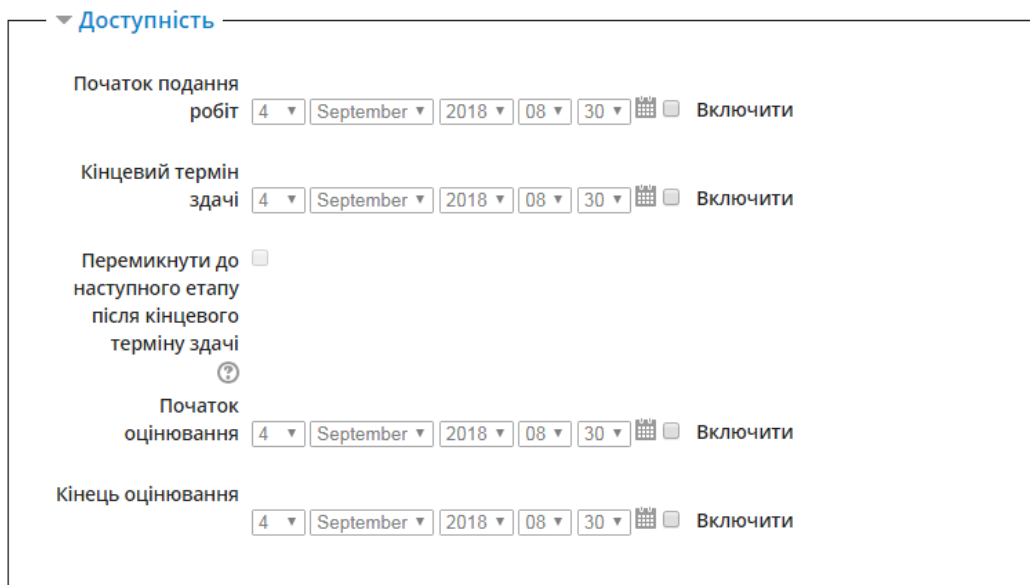 Доступність
Початок подання
робіт 4 September 2018 08 30 Включити
Кінцевий термін
здачі 4 September 2018 08 30 Включити
Перемикнути до
наступного етапу
після кінцевого
терміну здачі
?
Початок
оцінювання 4 September 2018 08 30 Включити
Кінець оцінювання
4 September 2018 08 30 Включити